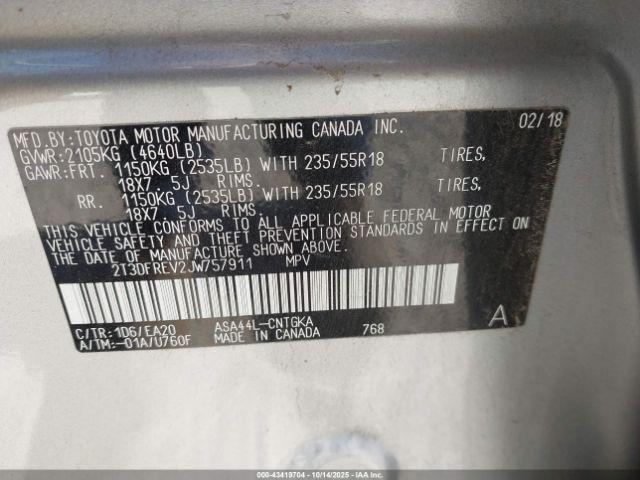 MFD.BY:TOYOTA MOTOR MANUFACTURING CANADA INC. 02/18
GVWR:2105KG (4640LB)
GAWR:FRT. 1150KG (2535LB) WITH 235/55R18 TIRES,
18X7. 5J RIMS.
RR. 1150KG (2535LB) WITH 235/55R18 TIRES,
18X7. 5J RIMS.
THIS VEHICLE CONFORMS TO ALL APPLICABLE FEDERAL MOTOR
VEHICLE SAFETY AND THEFT PREVENTION STANDARDS IN EFFECT ON
THE DATE OF MANUFACTURE SHOWN ABOVE.
2T3DFREV2JW757911 MPV
C/TR:1D6/EA20 ASA44L-CNTGKA A
A/TM:-01A/U760F MADE IN CANADA 768
000-43419704 | 10/14/2025 | IAAI.COM